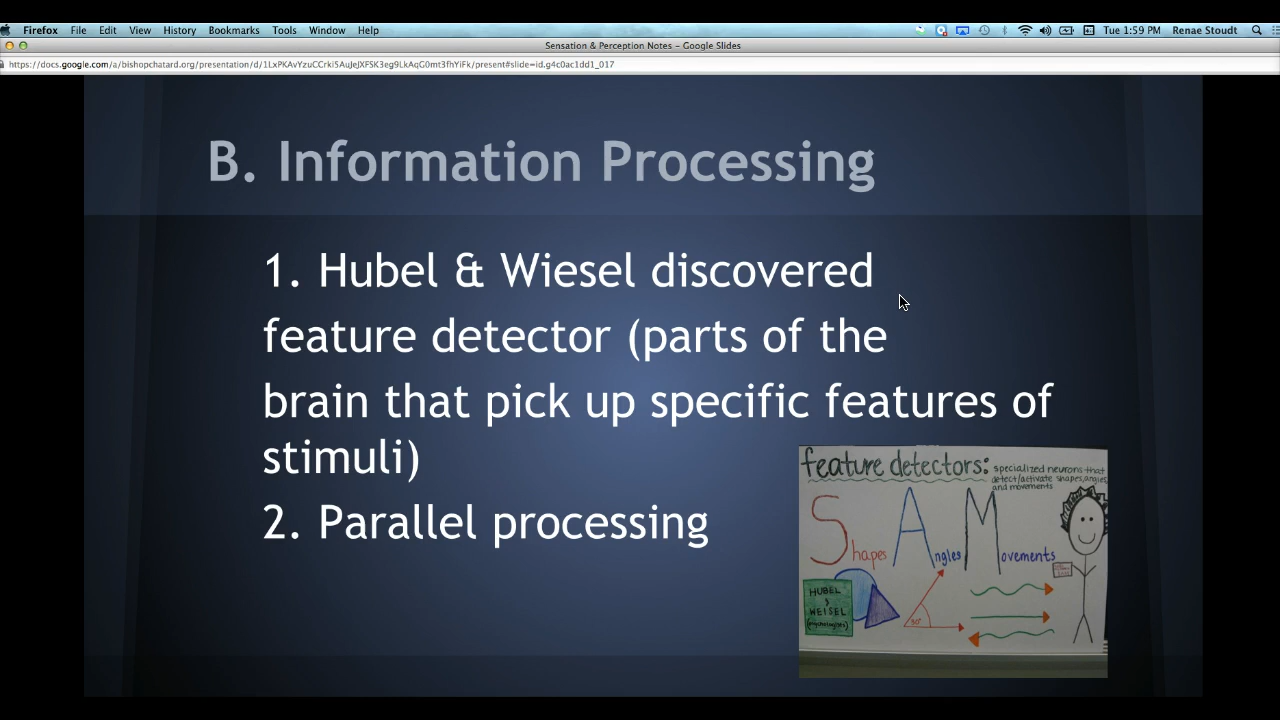 Firefox File Edit View History Bookmarks Tools Window Help Tue 1:59 PM Renae Stoudt
Sensation & Perception Notes – Google Slides
B. Information Processing
1. Hubel & Wiesel discovered
feature detector (parts of the
brain that pick up specific features of
stimuli)
2. Parallel processing
feature detectors: specialized neurons that
detect/activate shapes, angles,
and movements
Shapes Angles Movements
HUBEL
&
WEISEL
(psychologists)
30°